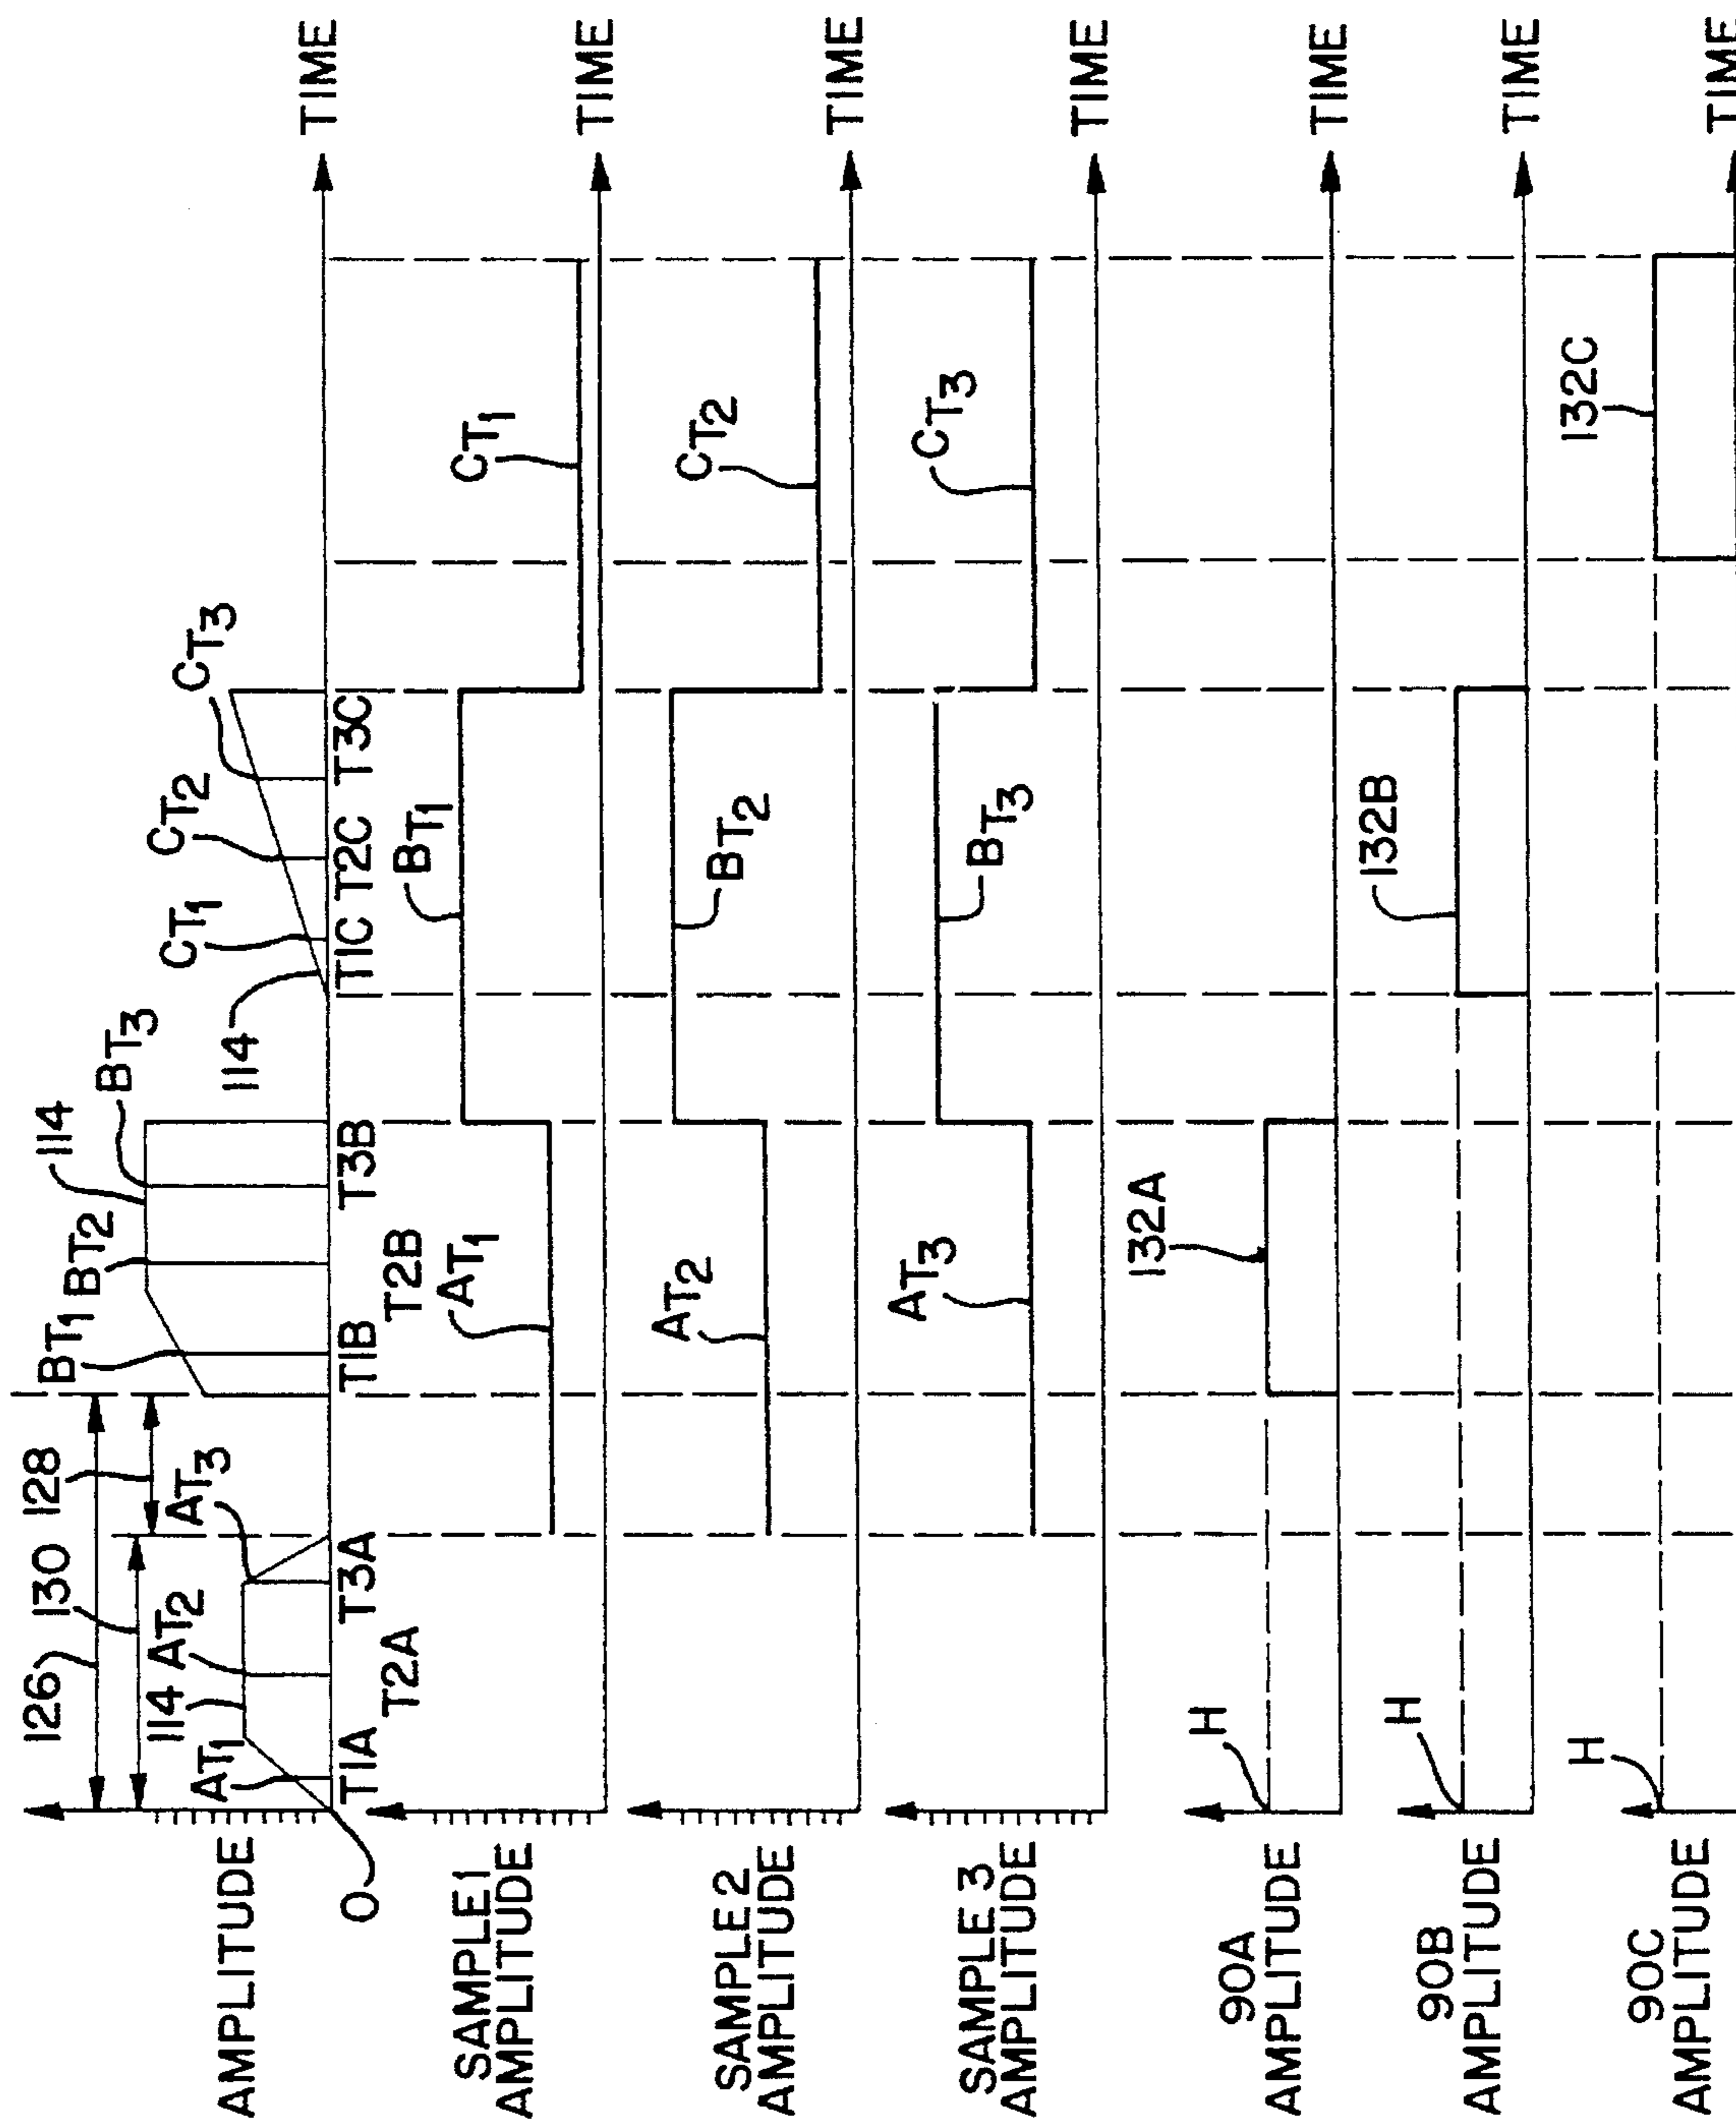 126
130
128
114
AT1
AT2
AT3
BT1
BT2
BT3
114
114
CT1
CT2
CT3
AMPLITUDE
0
T1A
T2A
T3A
T1B
T2B
T3B
T1C
T2C
T3C
TIME
SAMPLE 1
AMPLITUDE
AT1
BT1
CT1
TIME
SAMPLE 2
AMPLITUDE
AT2
BT2
CT2
TIME
SAMPLE 3
AMPLITUDE
AT3
BT3
CT3
TIME
90A
AMPLITUDE
H
132A
TIME
90B
AMPLITUDE
H
132B
TIME
90C
AMPLITUDE
H
132C
TIME